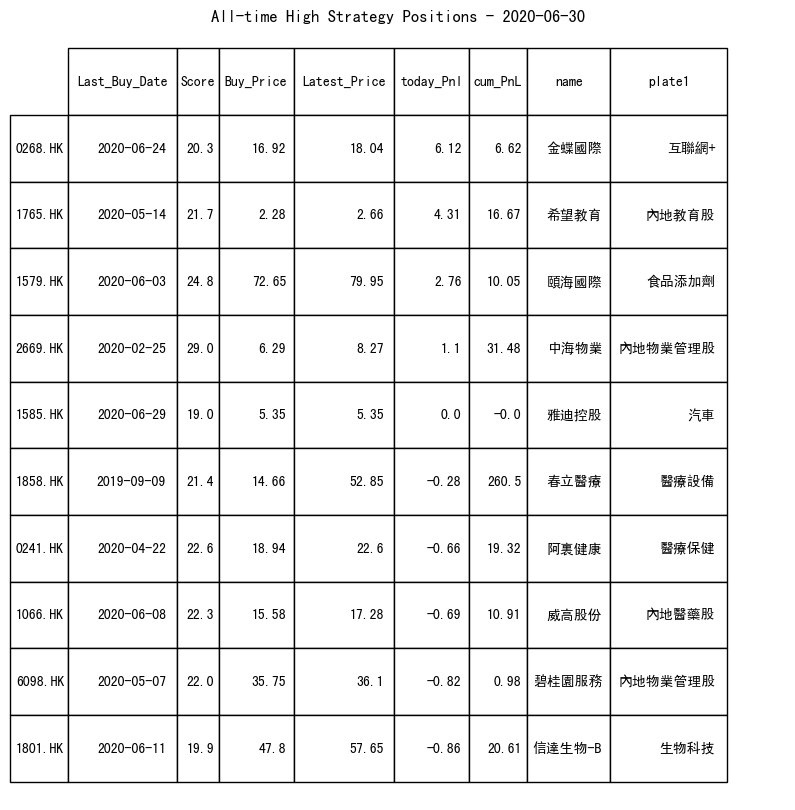 All-time High Strategy Positions - 2020-06-30
Last_Buy_Date Score Buy_Price Latest_Price today_Pnl cum_PnL name plate1
0268.HK 2020-06-24 20.3 16.92 18.04 6.12 6.62 金蝶國際 互聯網+
1765.HK 2020-05-14 21.7 2.28 2.66 4.31 16.67 希望教育 內地教育股
1579.HK 2020-06-03 24.8 72.65 79.95 2.76 10.05 頤海國際 食品添加劑
2669.HK 2020-02-25 29.0 6.29 8.27 1.1 31.48 中海物業 內地物業管理股
1585.HK 2020-06-29 19.0 5.35 5.35 0.0 -0.0 雅迪控股 汽車
1858.HK 2019-09-09 21.4 14.66 52.85 -0.28 260.5 春立醫療 醫療設備
0241.HK 2020-04-22 22.6 18.94 22.6 -0.66 19.32 阿裏健康 醫療保健
1066.HK 2020-06-08 22.3 15.58 17.28 -0.69 10.91 威高股份 內地醫藥股
6098.HK 2020-05-07 22.0 35.75 36.1 -0.82 0.98 碧桂園服務 內地物業管理股
1801.HK 2020-06-11 19.9 47.8 57.65 -0.86 20.61 信達生物-B 生物科技